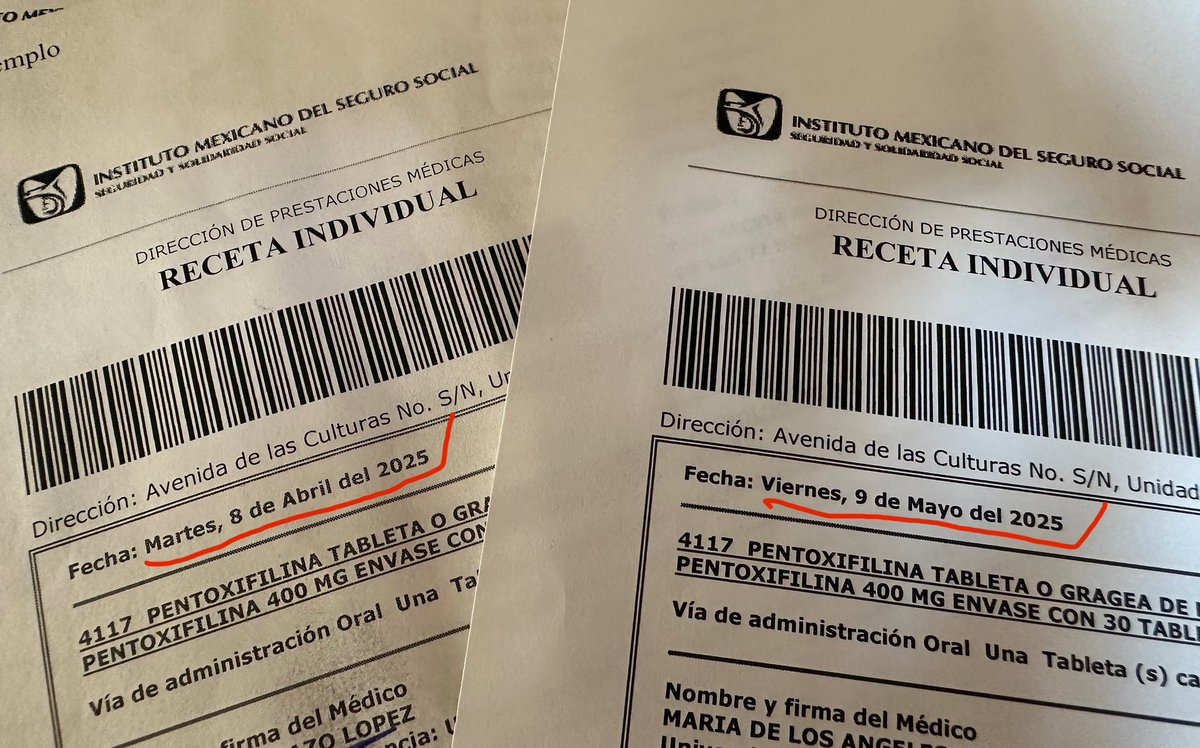 emplo
INSTITUTO MEXICANO DEL SEGURO SOCIAL
SEGURIDAD Y SOLIDARIDAD SOCIAL
DIRECCIÓN DE PRESTACIONES MÉDICAS
RECETA INDIVIDUAL
Dirección: Avenida de las Culturas No. S/N,
Fecha: Martes, 8 de Abril del 2025
4117 PENTOXIFILINA TABLETA O GRA
PENTOXIFILINA 400 MG ENVASE CON
Vía de administración Oral Una Ta
firma del Médico
LOPEZ
INSTITUTO MEXICANO DEL SEGURO SOCIAL
SEGURIDAD Y SOLIDARIDAD SOCIAL
DIRECCIÓN DE PRESTACIONES MÉDICAS
RECETA INDIVIDUAL
Dirección: Avenida de las Culturas No. S/N, Unidad
Fecha: Viernes, 9 de Mayo del 2025
4117 PENTOXIFILINA TABLETA O GRAGEA DE
PENTOXIFILINA 400 MG ENVASE CON 30 TABL
Vía de administración Oral Una Tableta (s) ca
Nombre y firma del Médico
MARIA DE LOS ANGELES